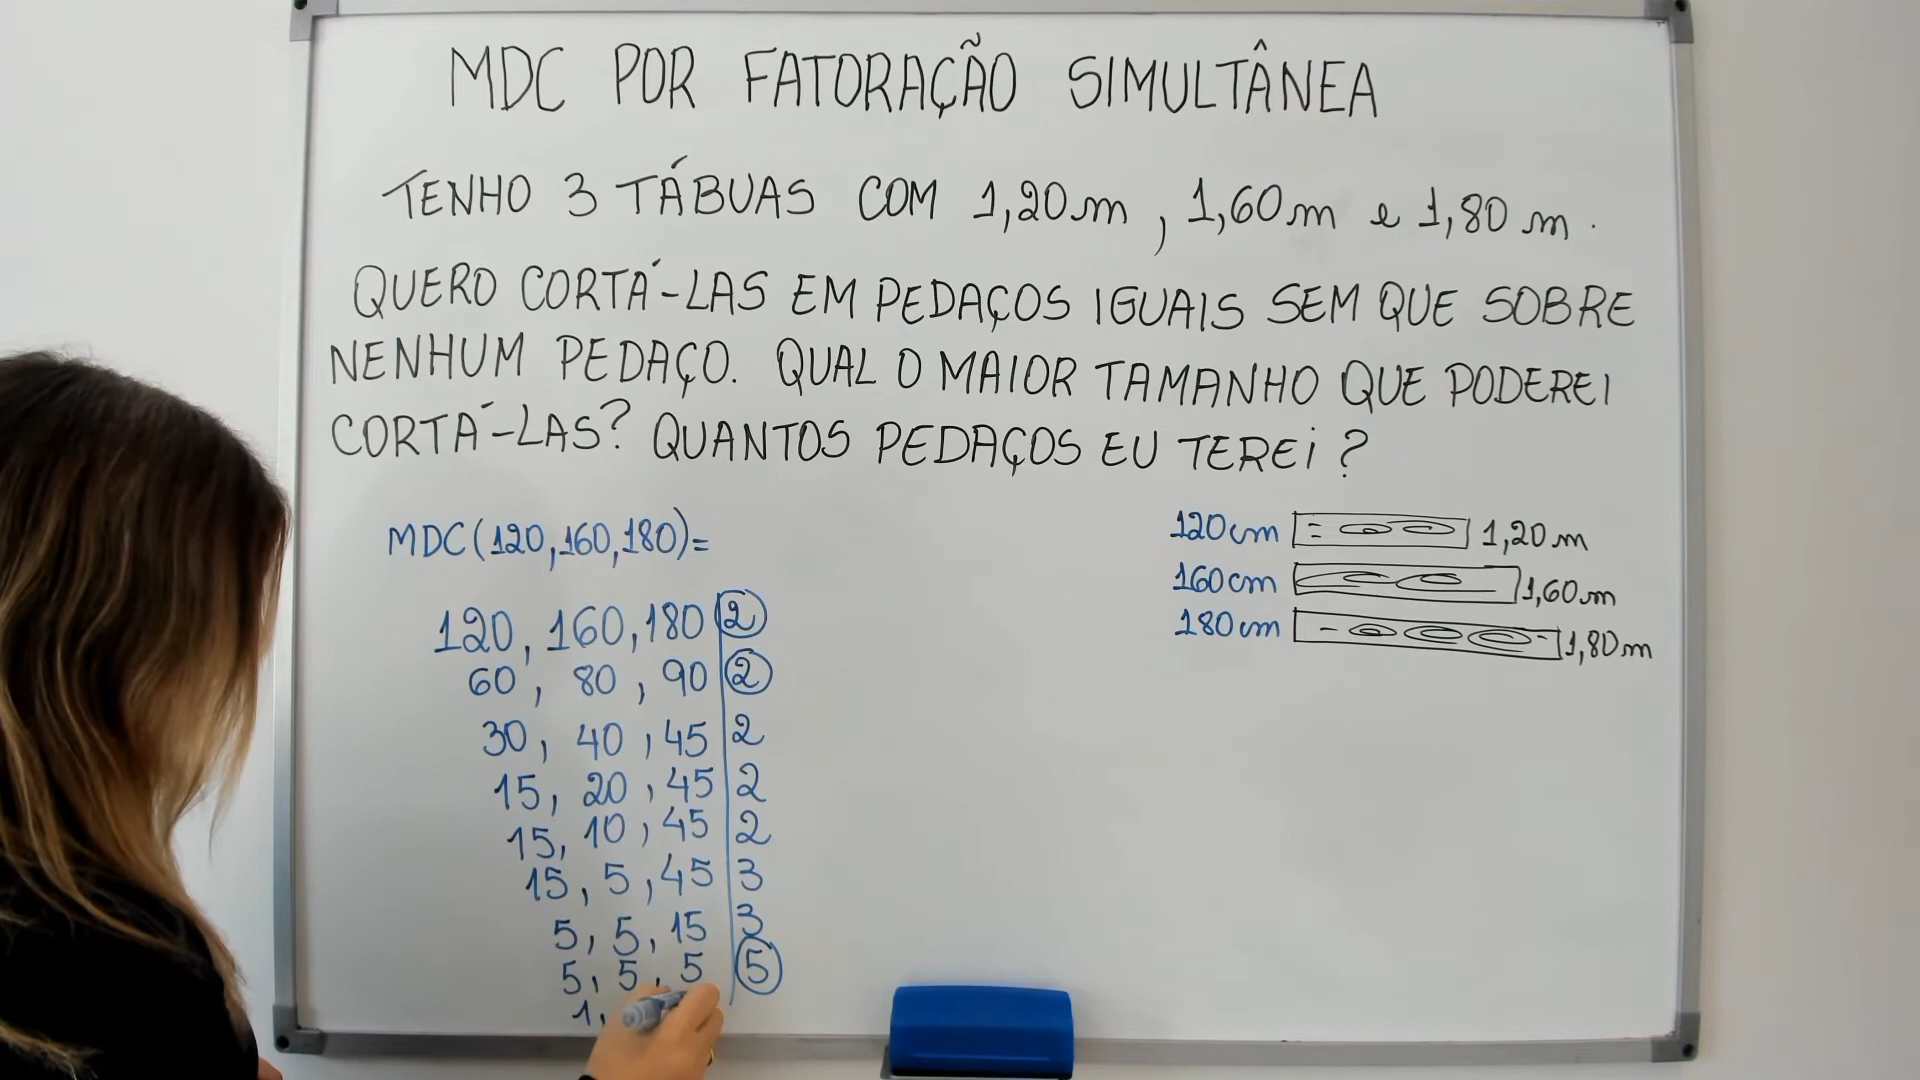 MDC POR FATORAÇÃO SIMULTÂNEA
TENHO 3 TÁBUAS COM 1,20m, 1,60m e 1,80m.
QUERO CORTÁ-LAS EM PEDAÇOS IGUAIS SEM QUE SOBRE
NENHUM PEDAÇO. QUAL O MAIOR TAMANHO QUE PODEREI
CORTÁ-LAS? QUANTOS PEDAÇOS EU TEREI?
MDC(120,160,180)=
120, 160, 180 2
60, 80, 90 2
30, 40, 45 2
15, 20, 45 2
15, 10, 45 2
15, 5, 45 3
5, 5, 15 3
5, 5, 5 5
1,
120cm 1,20m
160cm 1,60m
180cm 1,80m